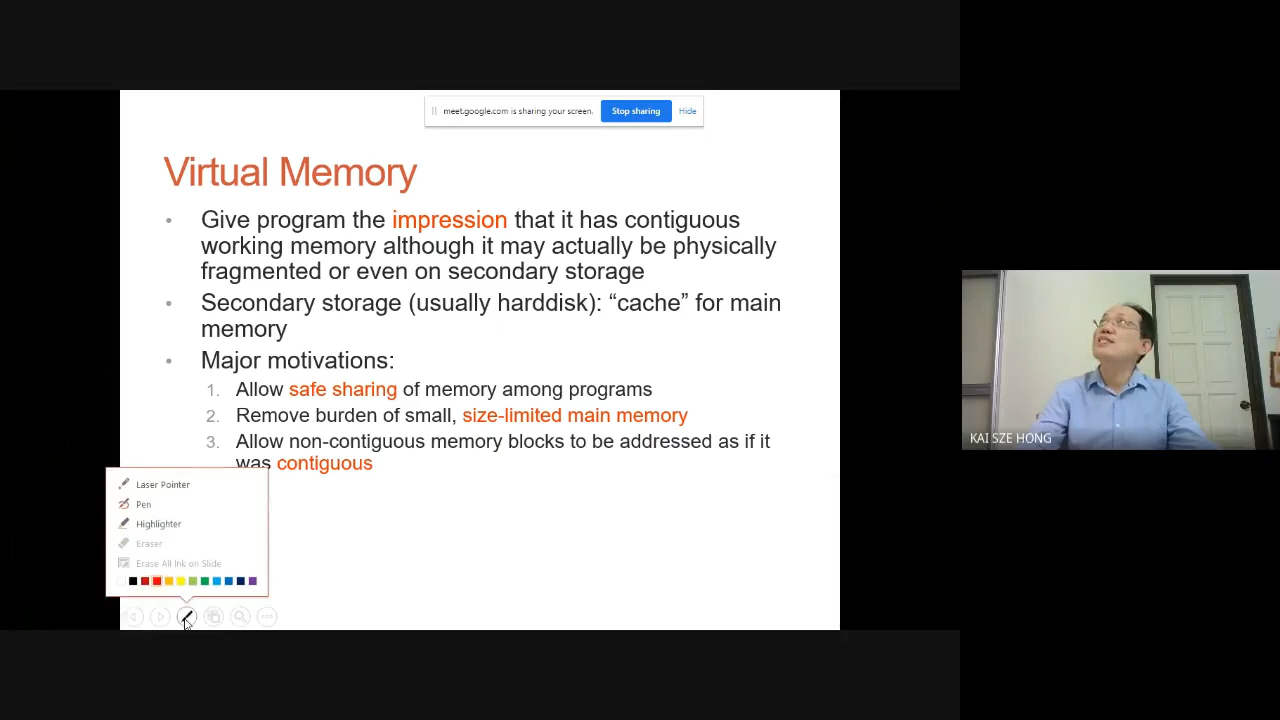 meet.google.com is sharing your screen. Stop sharing Hide
Virtual Memory
• Give program the impression that it has contiguous
working memory although it may actually be physically
fragmented or even on secondary storage
• Secondary storage (usually harddisk): “cache” for main
memory
• Major motivations:
1. Allow safe sharing of memory among programs
2. Remove burden of small, size-limited main memory
3. Allow non-contiguous memory blocks to be addressed as if it
was contiguous
Laser Pointer
Pen
Highlighter
Eraser
Erase All Ink on Slide
KAI SZE HONG